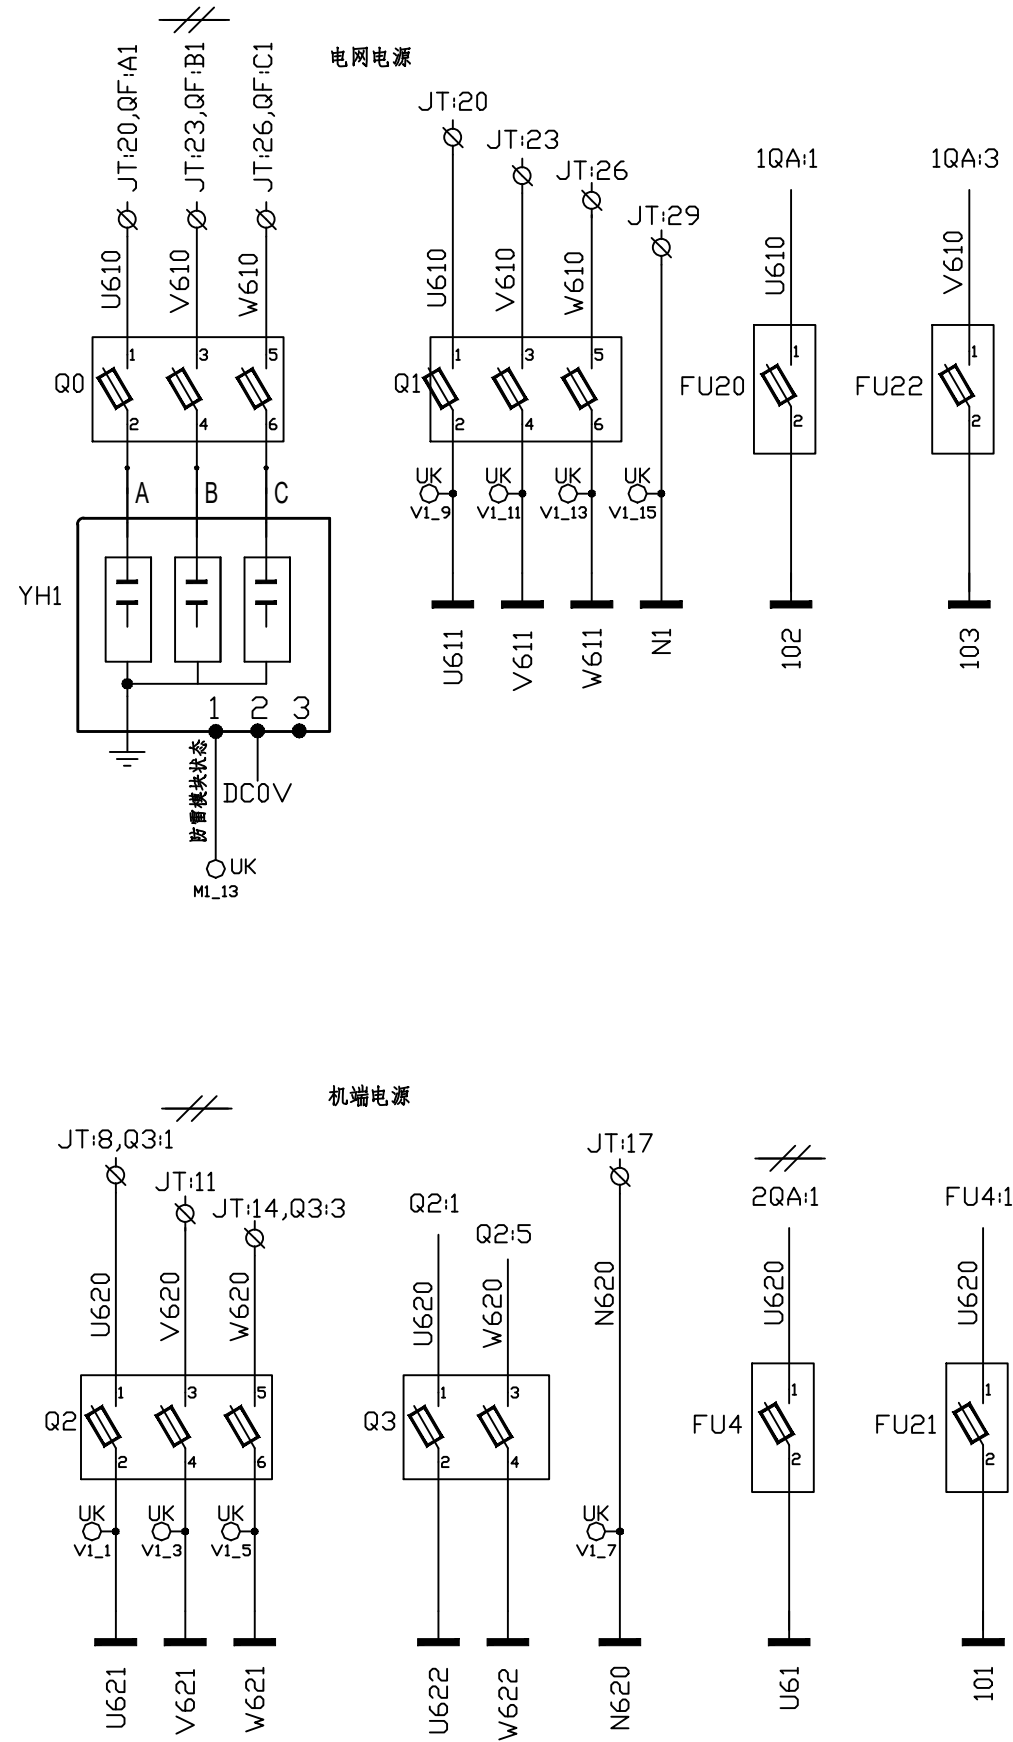 电网电源
JT:20,QF:A1
JT:23,QF:B1
JT:26,QF:C1
JT:20
JT:23
JT:26
JT:29
1QA:1
1QA:3
U610
V610
W610
U610
V610
W610
U610
V610
Q0
1
3
5
2
4
6
Q1
1
3
5
2
4
6
FU20
1
2
FU22
1
2
A
B
C
UK
V1_9
UK
V1_11
UK
V1_13
UK
V1_15
YH1
U611
V611
W611
N1
102
103
1
2
3
防雷模块状态
DC0V
UK
M1_13
机端电源
JT:8,Q3:1
JT:11
JT:14,Q3:3
Q2:1
Q2:5
JT:17
2QA:1
FU4:1
U620
V620
W620
U620
W620
N620
U620
U620
Q2
1
3
5
2
4
6
Q3
1
3
2
4
FU4
1
2
FU21
1
2
UK
V1_1
UK
V1_3
UK
V1_5
UK
V1_7
U621
V621
W621
U622
W622
N620
U61
101